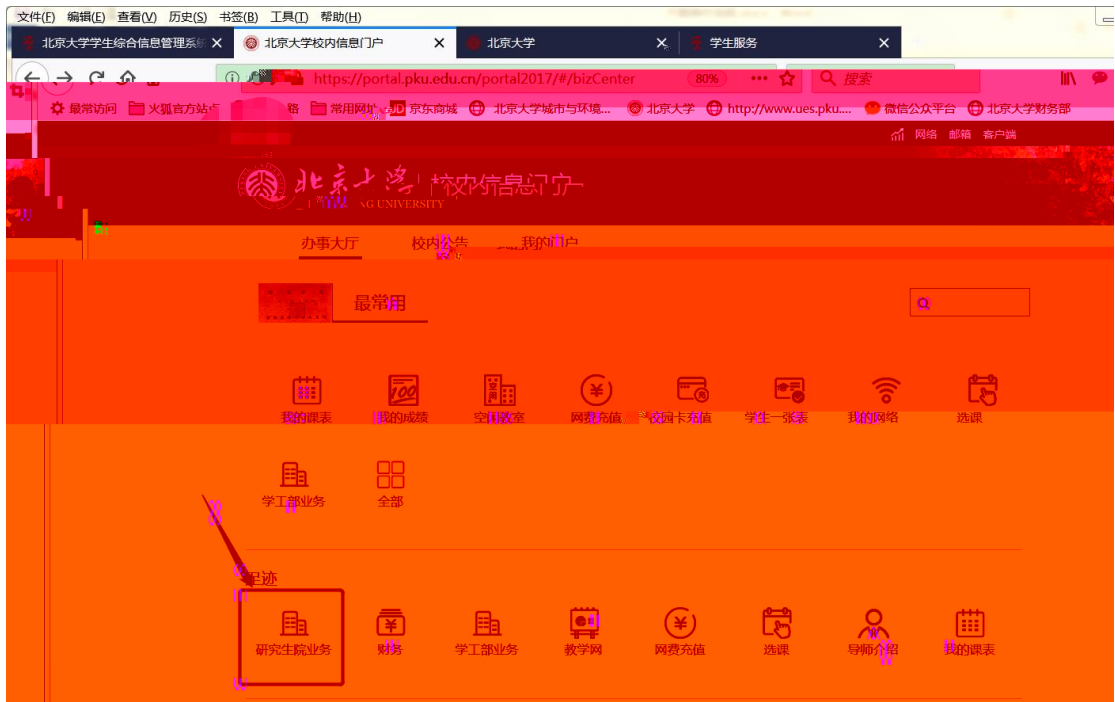 文件(F) 编辑(E) 查看(V) 历史(S) 书签(B) 工具(T) 帮助(H)
北京大学学生综合信息管理系统 北京大学校内信息门户 北京大学 学生服务
https://portal.pku.edu.cn/portal2017/#/bizCenter 80% 搜索
最常访问 火狐官方站点 常用网址 JD 京东商城 北京大学城市与环境... 北京大学 http://www.ues.pku.... 微信公众平台 北京大学财务部
网络 邮箱 客户端
北京大学 校内信息门户
NG UNIVERSITY
办事大厅 校内公告 我的门户
最常用
我的课表 我的成绩 空闲教室 网费充值 校园卡充值 学生一张表 我的网络 选课
学工部业务 全部
足迹
研究生院业务 财务 学工部业务 教学网 网费充值 选课 导师介绍 我的课表